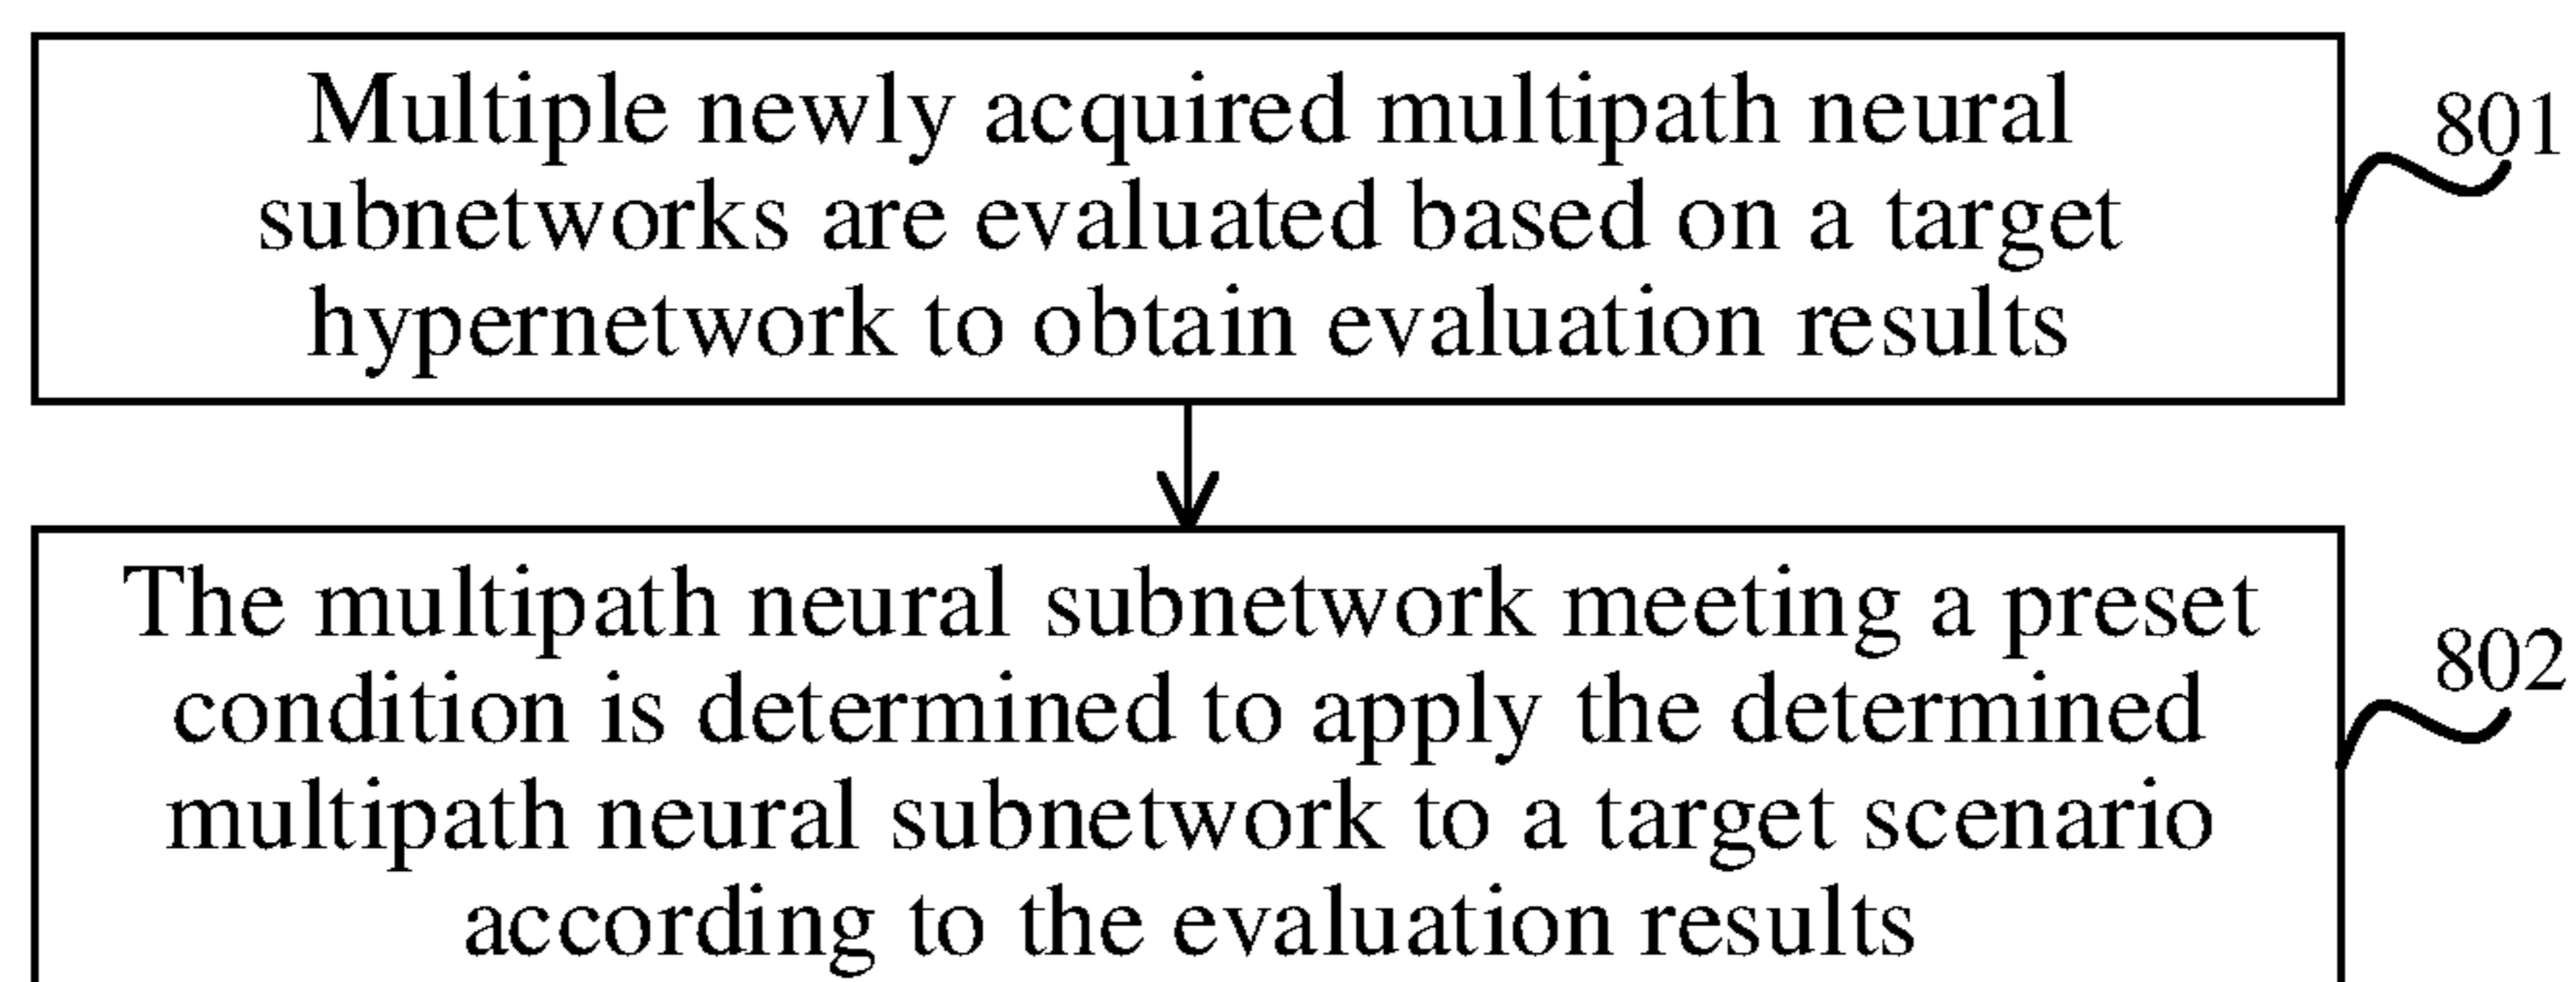 Multiple newly acquired multipath neural
subnetworks are evaluated based on a target
hypernetwork to obtain evaluation results
801
The multipath neural subnetwork meeting a preset
condition is determined to apply the determined
multipath neural subnetwork to a target scenario
according to the evaluation results
802